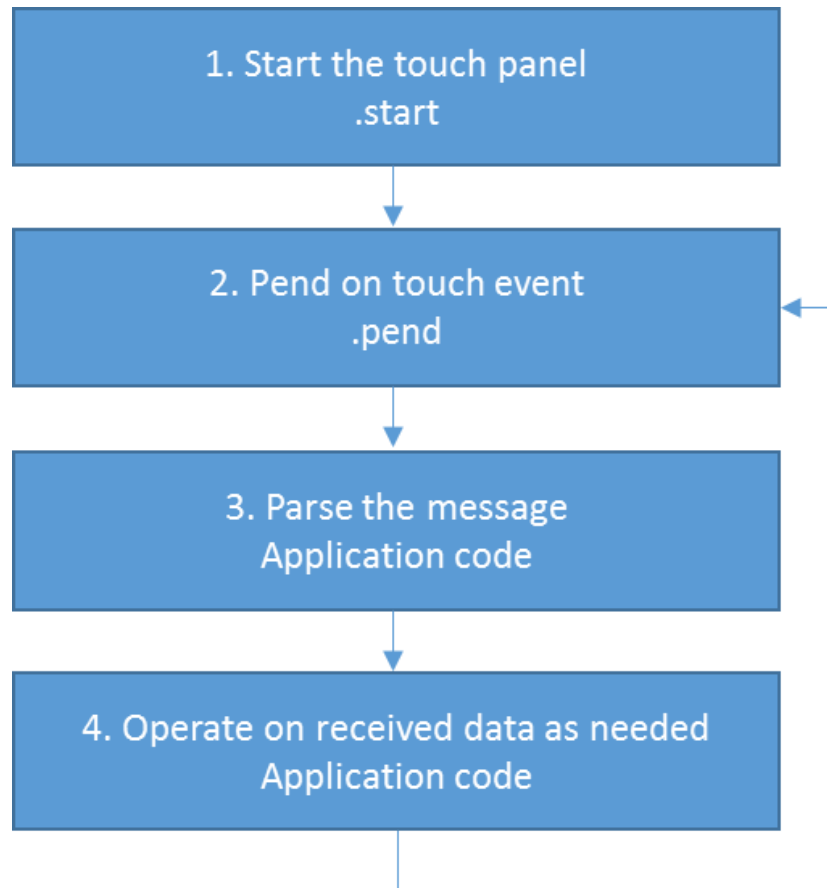 1. Start the touch panel
.start
2. Pend on touch event
.pend
3. Parse the message
Application code
4. Operate on received data as needed
Application code